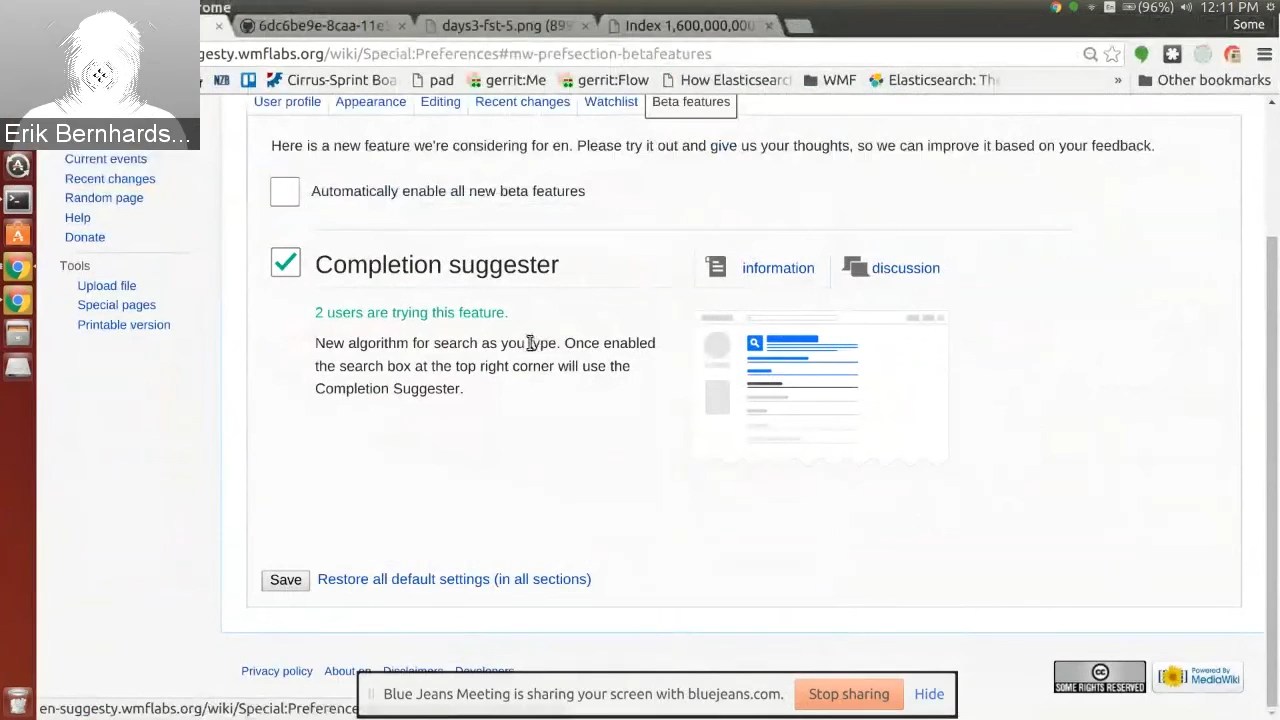 rome
12:11 PM
(96%)
Some
6dc6be9e-8caa-11e
days3-fst-5.png (899
Index 1,600,000,000
gesty.wmflabs.org/wiki/Special:Preferences#mw-prefsection-betafeatures
NZB
Cirrus-Sprint Boa
pad
gerrit:Me
gerrit:Flow
How Elasticsearc
WMF
Elasticsearch: The
»
Other bookmarks
Erik Bernhards...
User profile
Appearance
Editing
Recent changes
Watchlist
Beta features
Current events
Recent changes
Random page
Help
Donate
Tools
Upload file
Special pages
Printable version
Here is a new feature we're considering for en. Please try it out and give us your thoughts, so we can improve it based on your feedback.
Automatically enable all new beta features
Completion suggester
information
discussion
2 users are trying this feature.
New algorithm for search as you type. Once enabled
the search box at the top right corner will use the
Completion Suggester.
Save
Restore all default settings (in all sections)
Privacy policy
About en
Disclaimers
Developers
CC
SOME RIGHTS RESERVED
Powered By
MediaWiki
Blue Jeans Meeting is sharing your screen with bluejeans.com.
Stop sharing
Hide
en-suggesty.wmflabs.org/wiki/Special:Preference